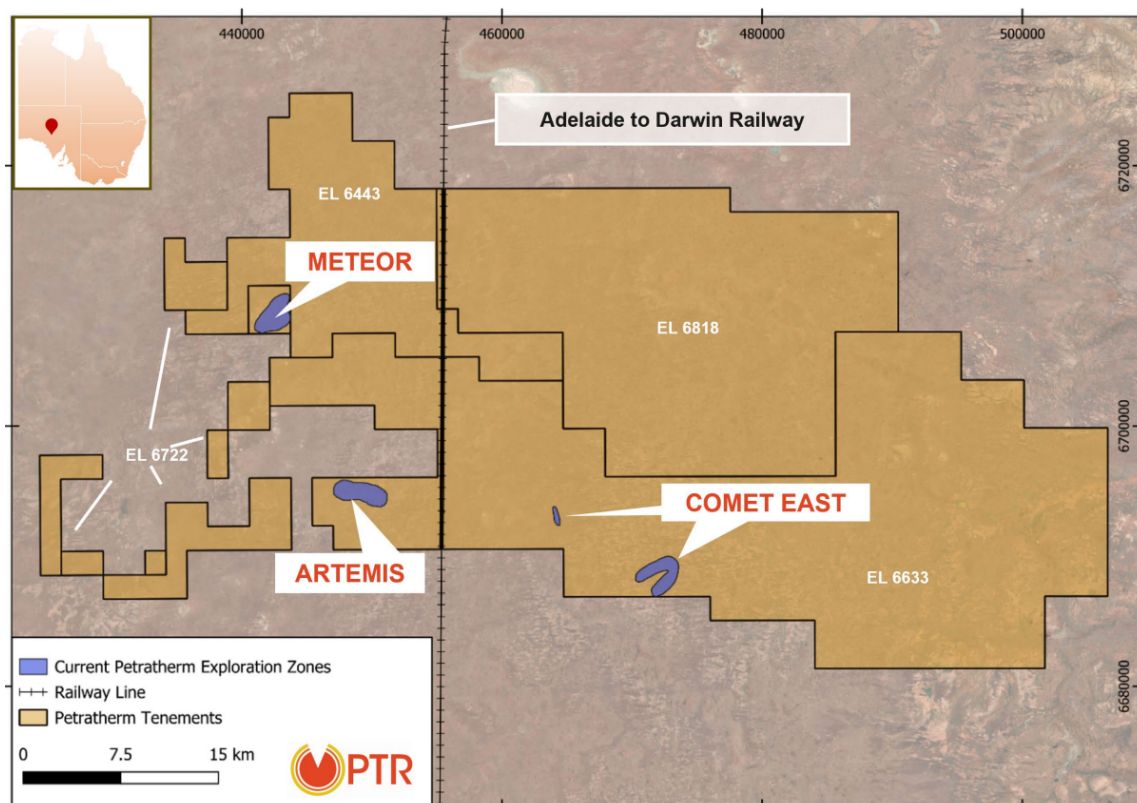 440000
460000
480000
500000
Adelaide to Darwin Railway
6720000
EL 6443
METEOR
EL 6818
6700000
EL 6722
COMET EAST
ARTEMIS
EL 6633
6680000
Current Petratherm Exploration Zones
Railway Line
Petratherm Tenements
0 7.5 15 km
PTR